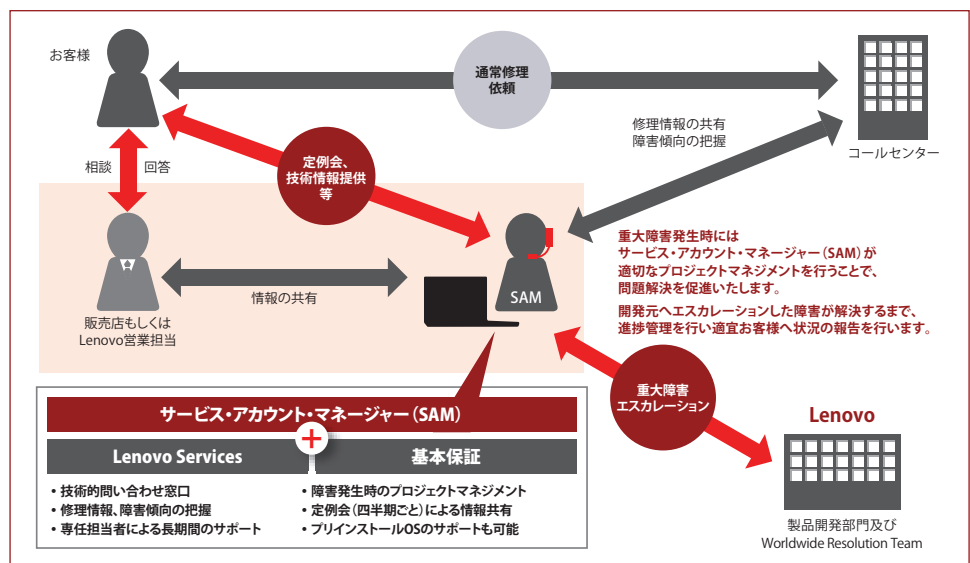 お客様
通常修理
依頼
修理情報の共有
障害傾向の把握
コールセンター
定例会、
技術情報提供
等
相談
回答
SAM
情報の共有
販売店もしくは
Lenovo営業担当
重大障害発生時には
サービス・アカウント・マネージャー（SAM）が
適切なプロジェクトマネジメントを行うことで、
問題解決を促進いたします。
開発元へエスカレーションした障害が解決するまで、
進捗管理を行い適宜お客様へ状況の報告を行います。
重大障害
エスカレーション
Lenovo
製品開発部門及び
Worldwide Resolution Team
サービス・アカウント・マネージャー（SAM）
+
Lenovo Services
基本保証
・技術的問い合わせ窓口
・修理情報、障害傾向の把握
・専任担当者による長期間のサポート
・障害発生時のプロジェクトマネジメント
・定例会（四半期ごと）による情報共有
・プリインストールOSのサポートも可能